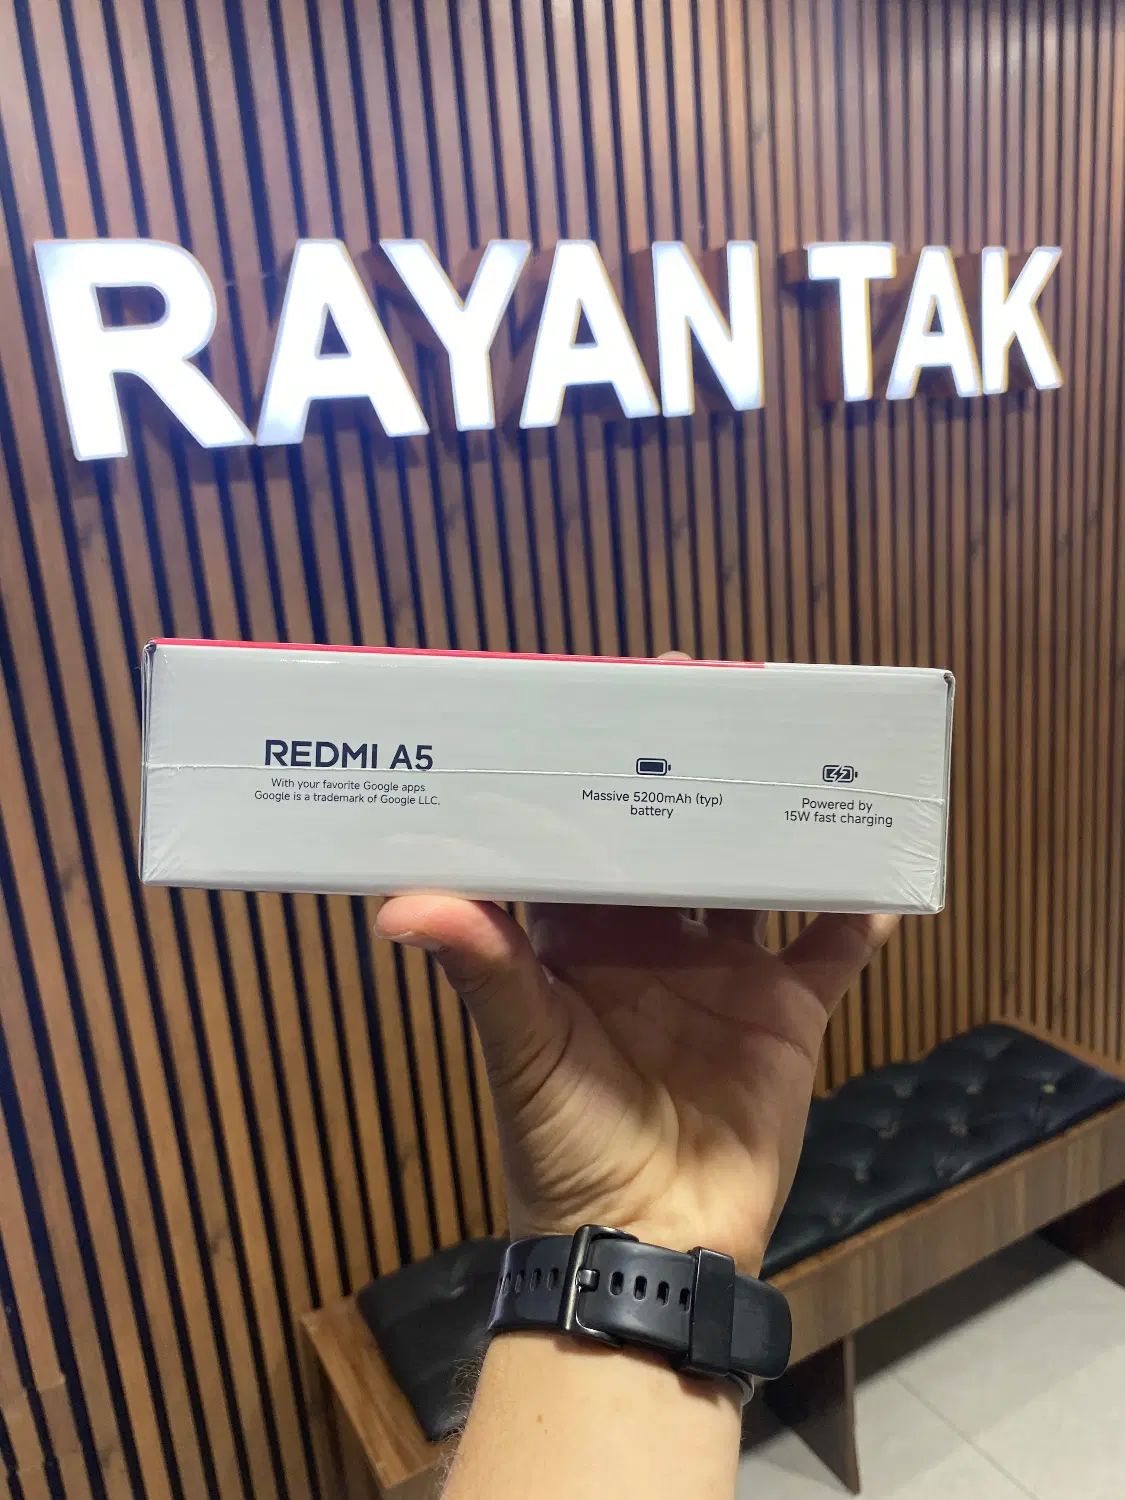 RAYAN TAK
REDMI A5
With your favorite Google apps
Google is a trademark of Google LLC.
Massive 5200mAh (typ)
battery
Powered by
15W fast charging